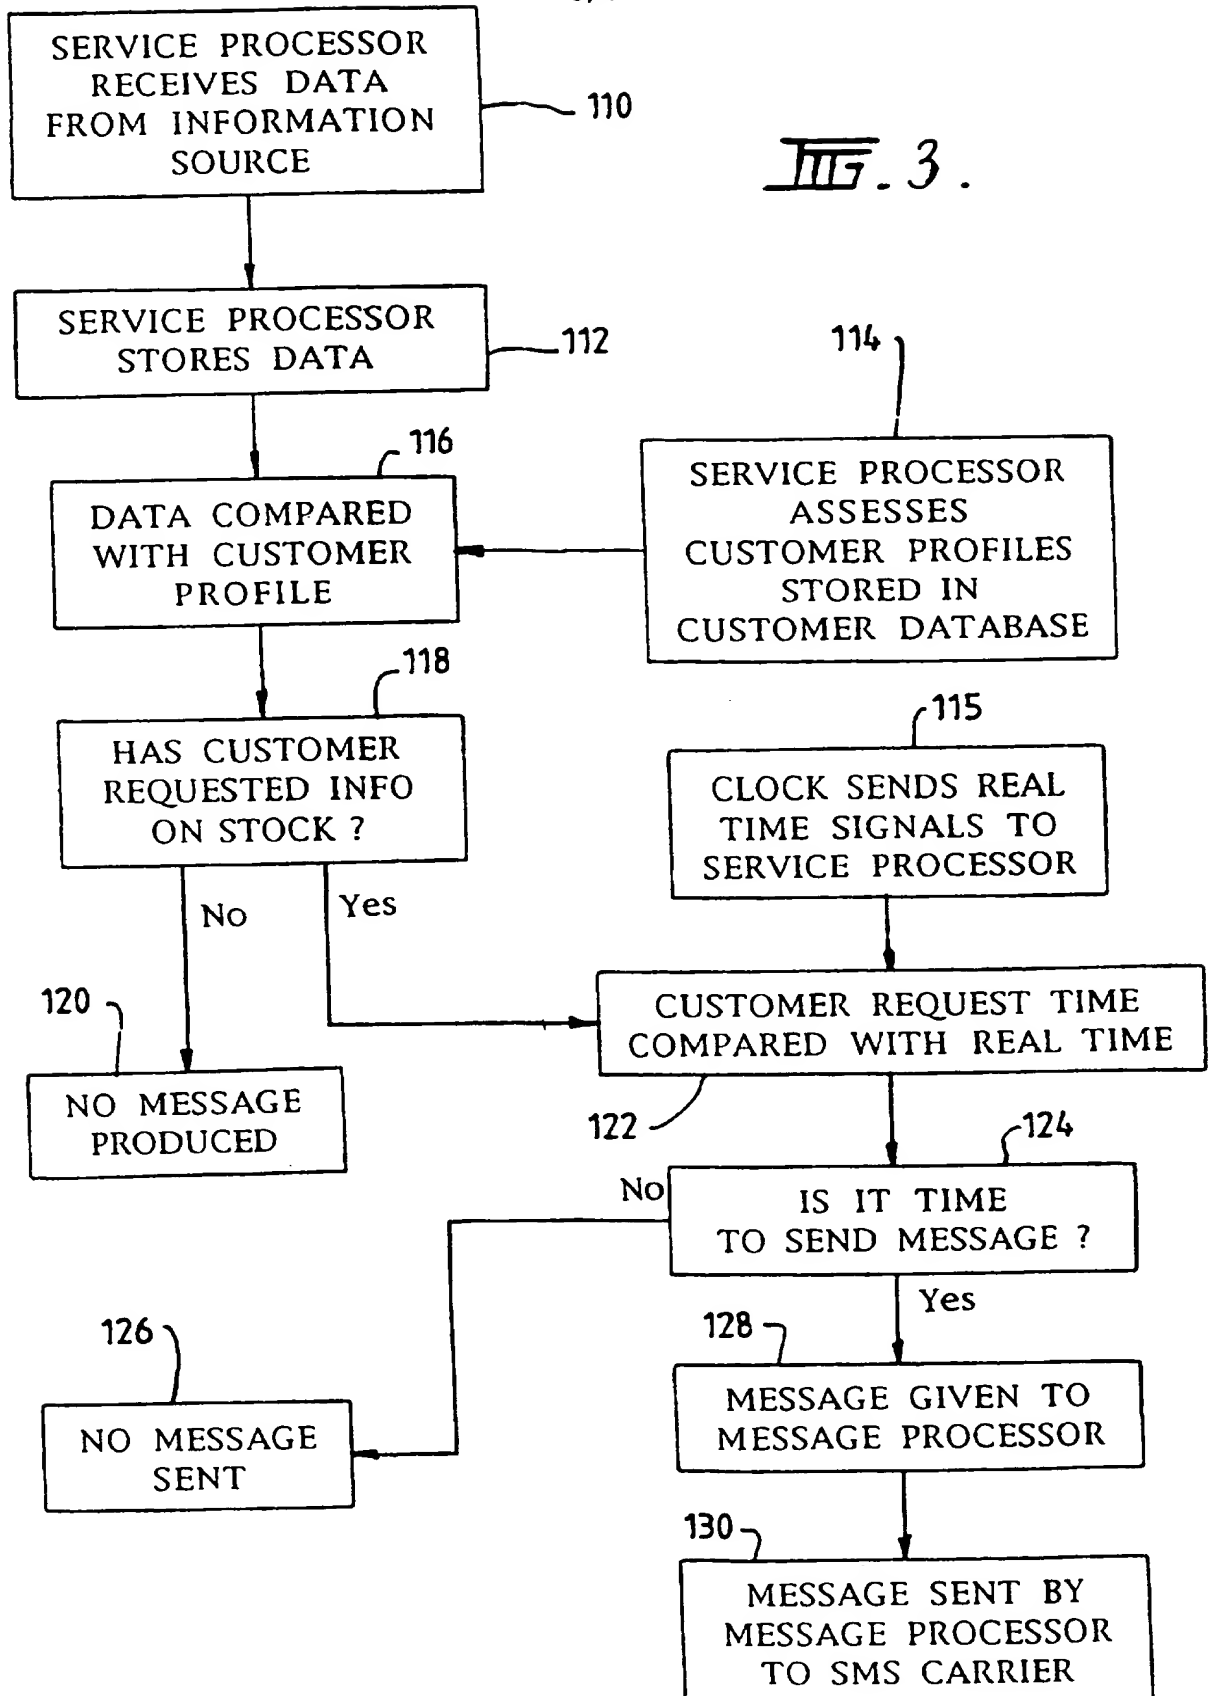 SERVICE PROCESSOR
RECEIVES DATA
FROM INFORMATION
SOURCE
110
FIG. 3.
SERVICE PROCESSOR
STORES DATA
112
114
116
DATA COMPARED
WITH CUSTOMER
PROFILE
SERVICE PROCESSOR
ASSESSES
CUSTOMER PROFILES
STORED IN
CUSTOMER DATABASE
118
HAS CUSTOMER
REQUESTED INFO
ON STOCK ?
115
CLOCK SENDS REAL
TIME SIGNALS TO
SERVICE PROCESSOR
No
Yes
120
NO MESSAGE
PRODUCED
CUSTOMER REQUEST TIME
COMPARED WITH REAL TIME
122
124
No
IS IT TIME
TO SEND MESSAGE ?
Yes
126
NO MESSAGE
SENT
128
MESSAGE GIVEN TO
MESSAGE PROCESSOR
130
MESSAGE SENT BY
MESSAGE PROCESSOR
TO SMS CARRIER